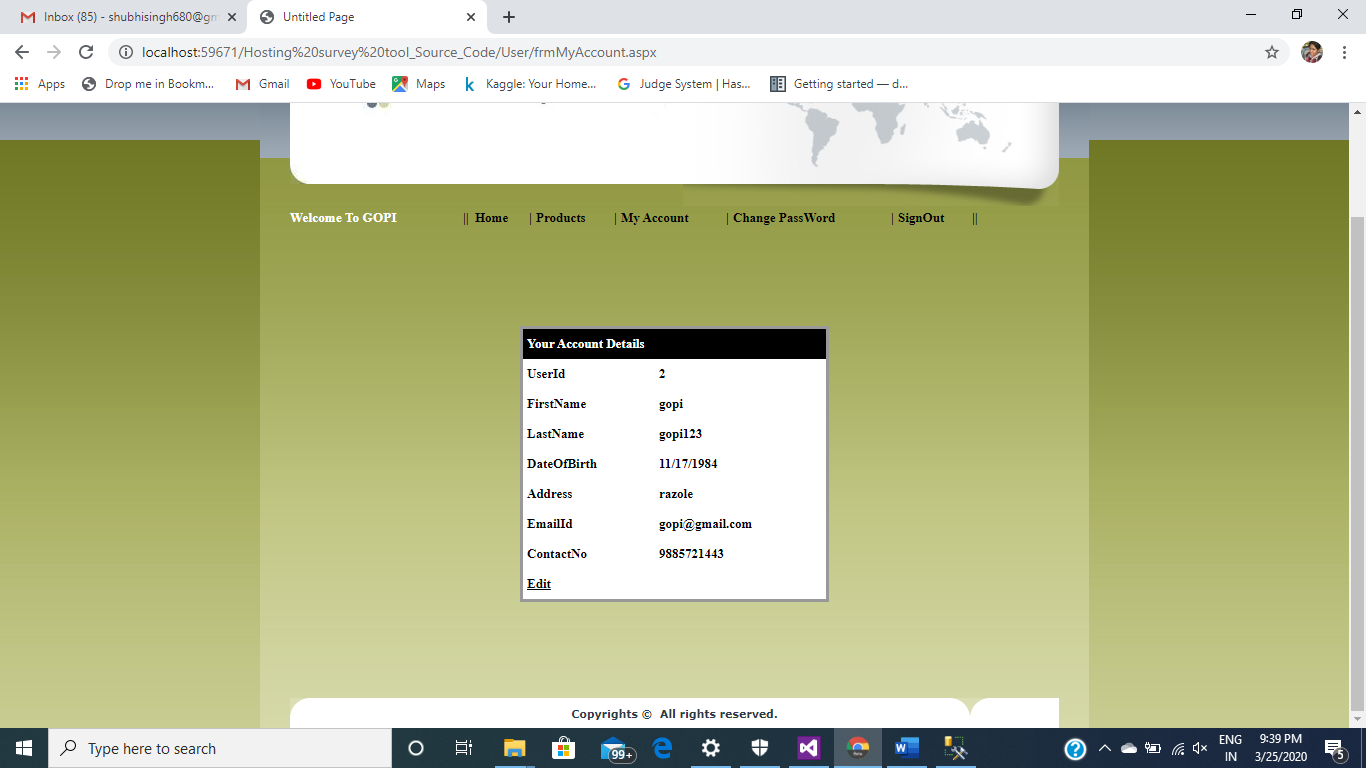 Inbox (85) - shubhisingh680@gm
Untitled Page
localhost:59671/Hosting%20survey%20tool_Source_Code/User/frmMyAccount.aspx
Apps Drop me in Bookm... Gmail YouTube Maps Kaggle: Your Home... Judge System | Has... Getting started — d...
Welcome To GOPI || Home | Products | My Account | Change PassWord | SignOut ||
Your Account Details
UserId 2
FirstName gopi
LastName gopi123
DateOfBirth 11/17/1984
Address razole
EmailId gopi@gmail.com
ContactNo 9885721443
Edit
Copyrights © All rights reserved.
Type here to search
99+
ENG
IN
9:39 PM
3/25/2020
5